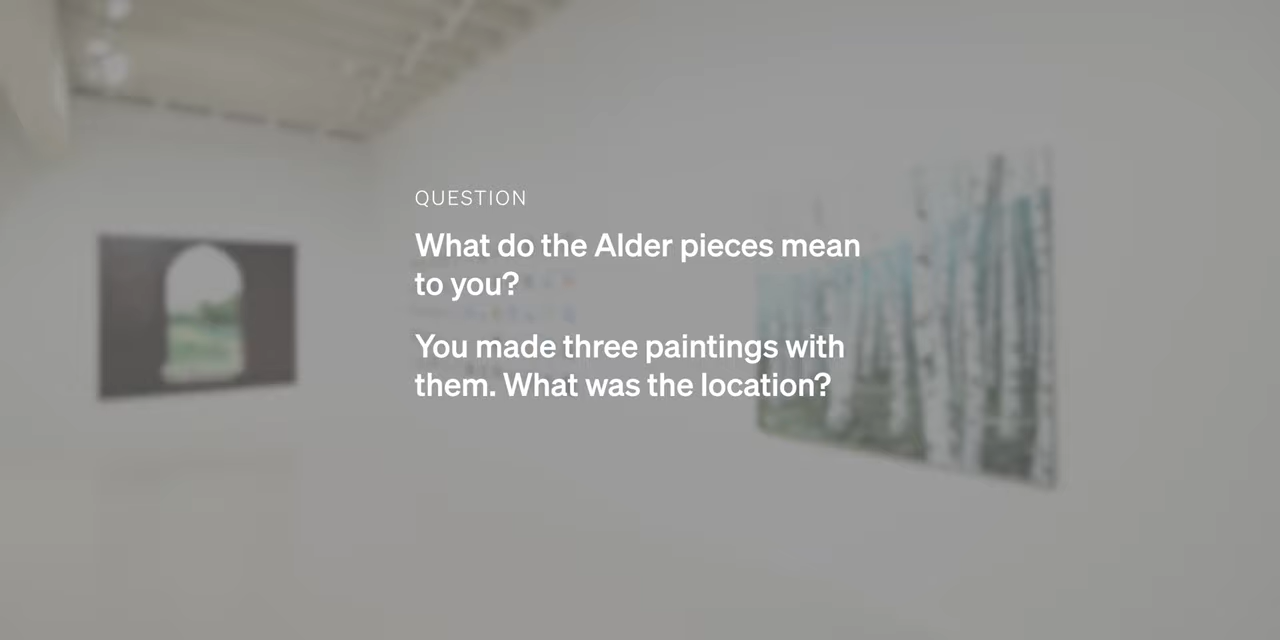 QUESTION
What do the Alder pieces mean
to you?
You made three paintings with
them. What was the location?